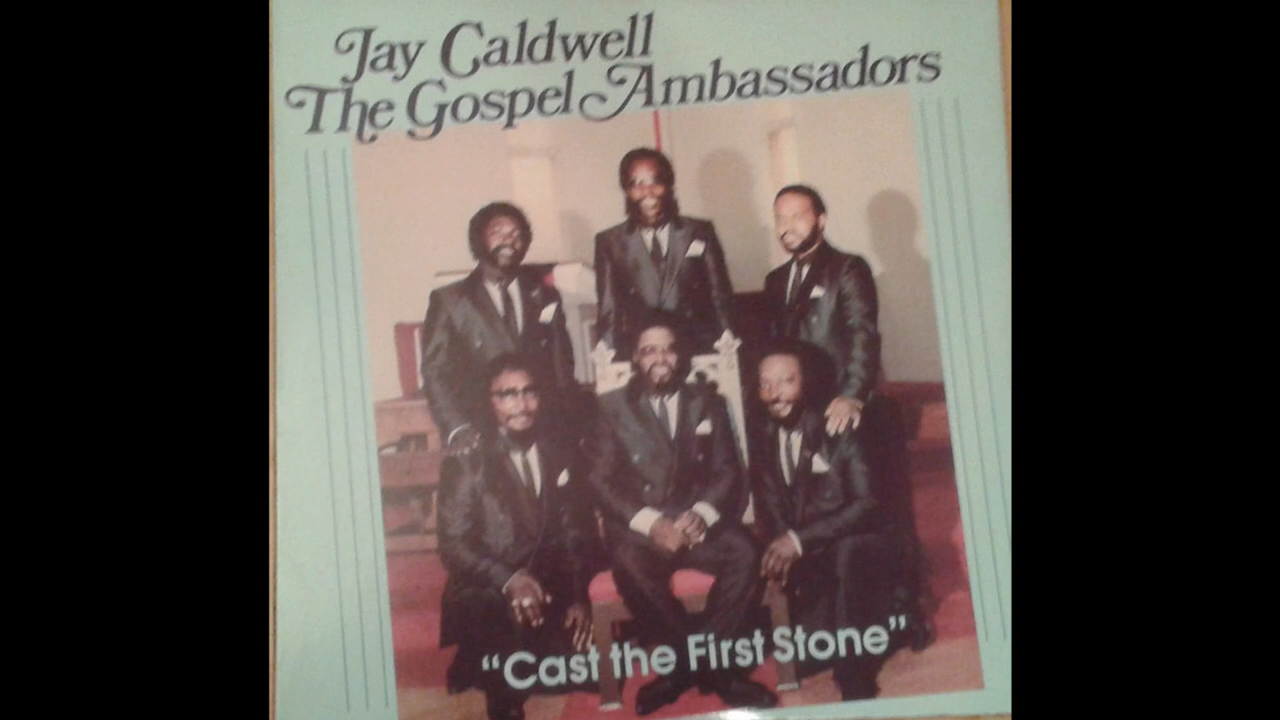 Jay Caldwell
The Gospel Ambassadors
“Cast the First Stone”